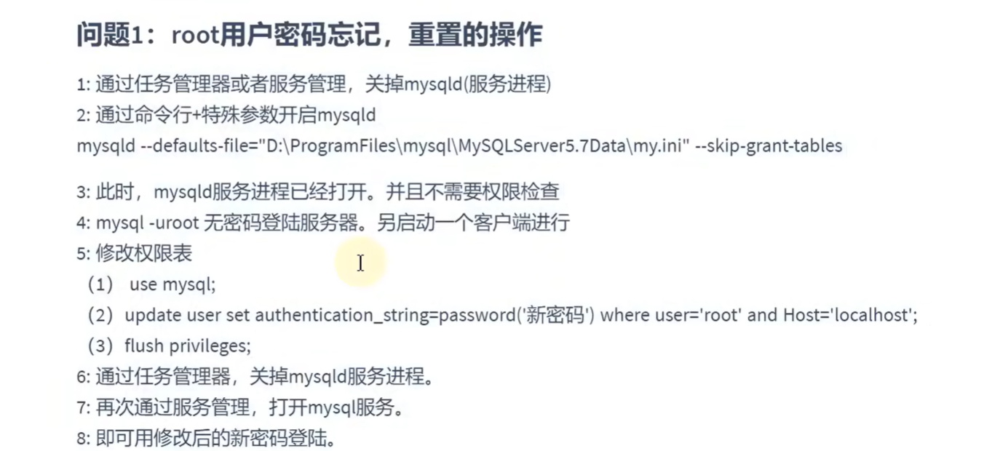 问题1：root用户密码忘记，重置的操作
1: 通过任务管理器或者服务管理，关掉mysqld(服务进程)
2: 通过命令行+特殊参数开启mysqld
mysqld --defaults-file="D:\ProgramFiles\mysql\MySQLServer5.7Data\my.ini" --skip-grant-tables
3: 此时，mysqld服务进程已经打开。并且不需要权限检查
4: mysql -uroot 无密码登陆服务器。另启动一个客户端进行
5: 修改权限表
（1） use mysql;
（2）update user set authentication_string=password('新密码') where user='root' and Host='localhost';
（3）flush privileges;
6: 通过任务管理器，关掉mysqld服务进程。
7: 再次通过服务管理，打开mysql服务。
8: 即可用修改后的新密码登陆。